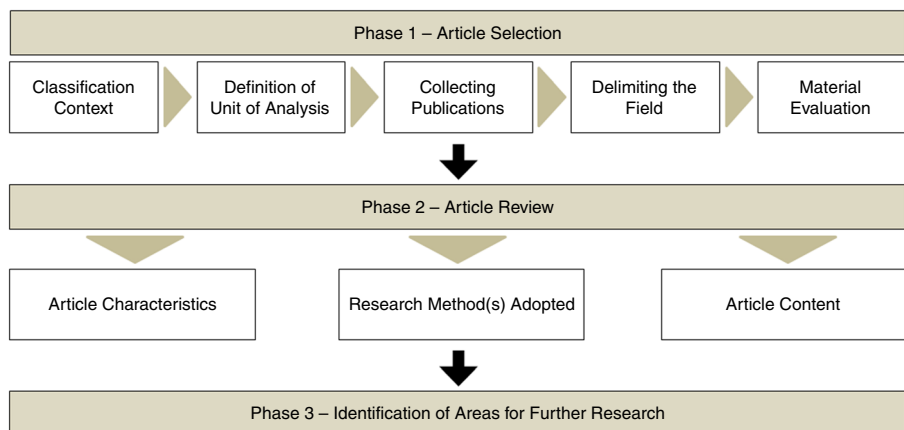 Phase 1 – Article Selection
Classification
Context
Definition of
Unit of Analysis
Collecting
Publications
Delimiting the
Field
Material
Evaluation
Phase 2 – Article Review
Article Characteristics
Research Method(s) Adopted
Article Content
Phase 3 – Identification of Areas for Further Research